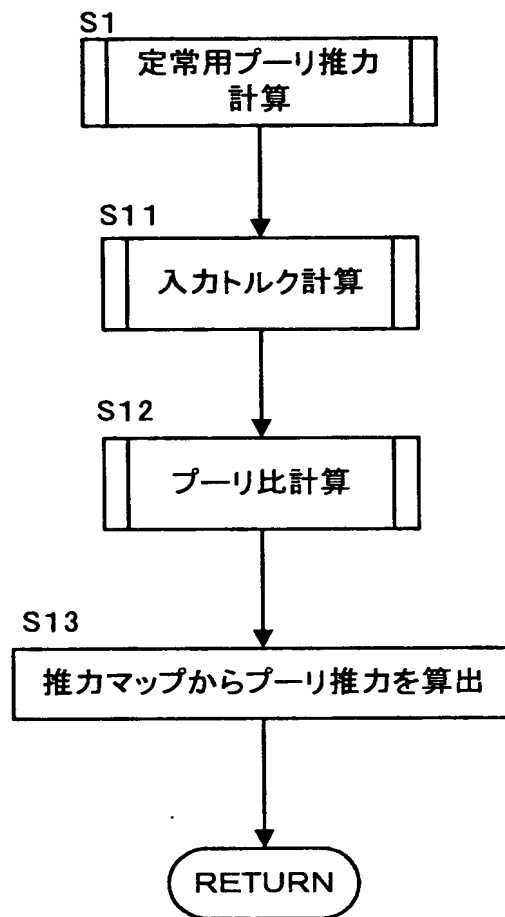 S1
定常用プーリ推力
計算
S11
入力トルク計算
S12
プーリ比計算
S13
推力マップからプーリ推力を算出
RETURN